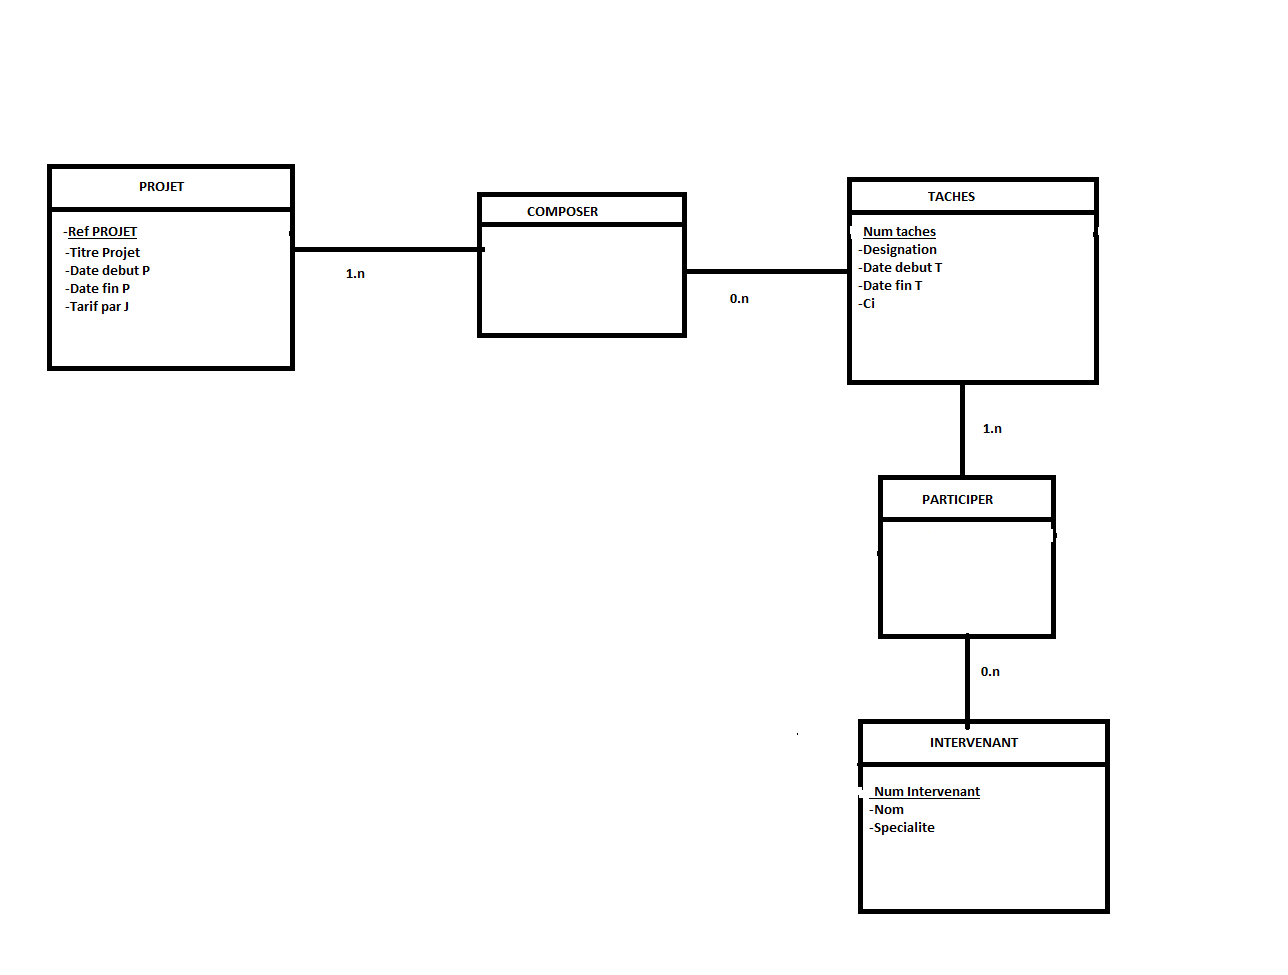 PROJET
-Ref PROJET
-Titre Projet
-Date debut P
-Date fin P
-Tarif par J
1.n
COMPOSER
0.n
TACHES
Num taches
-Designation
-Date debut T
-Date fin T
-Ci
1.n
PARTICIPER
0.n
INTERVENANT
Num Intervenant
-Nom
-Specialite